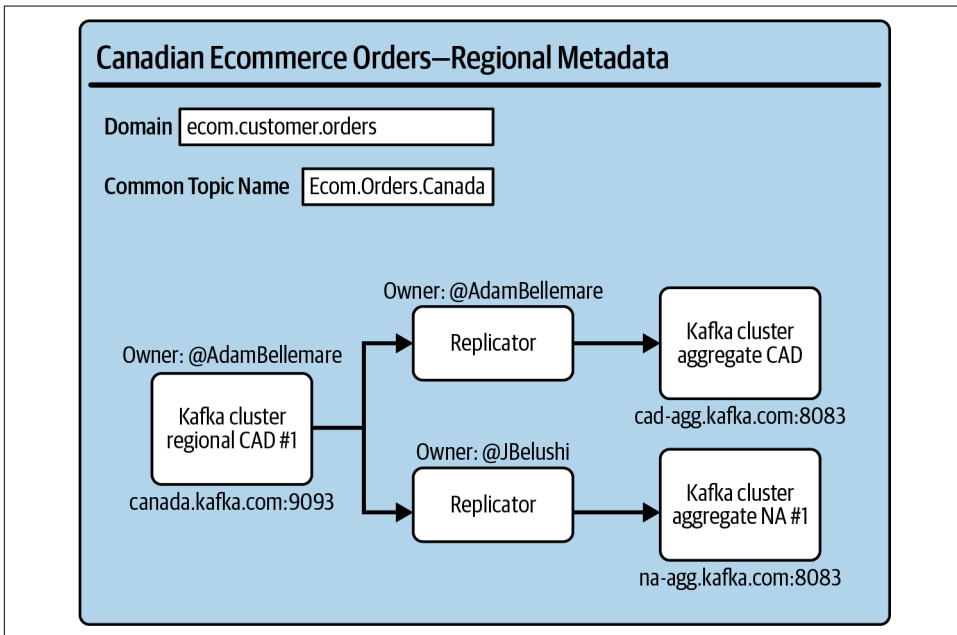 Canadian Ecommerce Orders—Regional Metadata
Domain ecom.customer.orders
Common Topic Name Ecom.Orders.Canada
Owner: @AdamBellemare
Kafka cluster
regional CAD #1
canada.kafka.com:9093
Owner: @AdamBellemare
Replicator
Kafka cluster
aggregate CAD
cad-agg.kafka.com:8083
Owner: @JBelushi
Replicator
Kafka cluster
aggregate NA #1
na-agg.kafka.com:8083